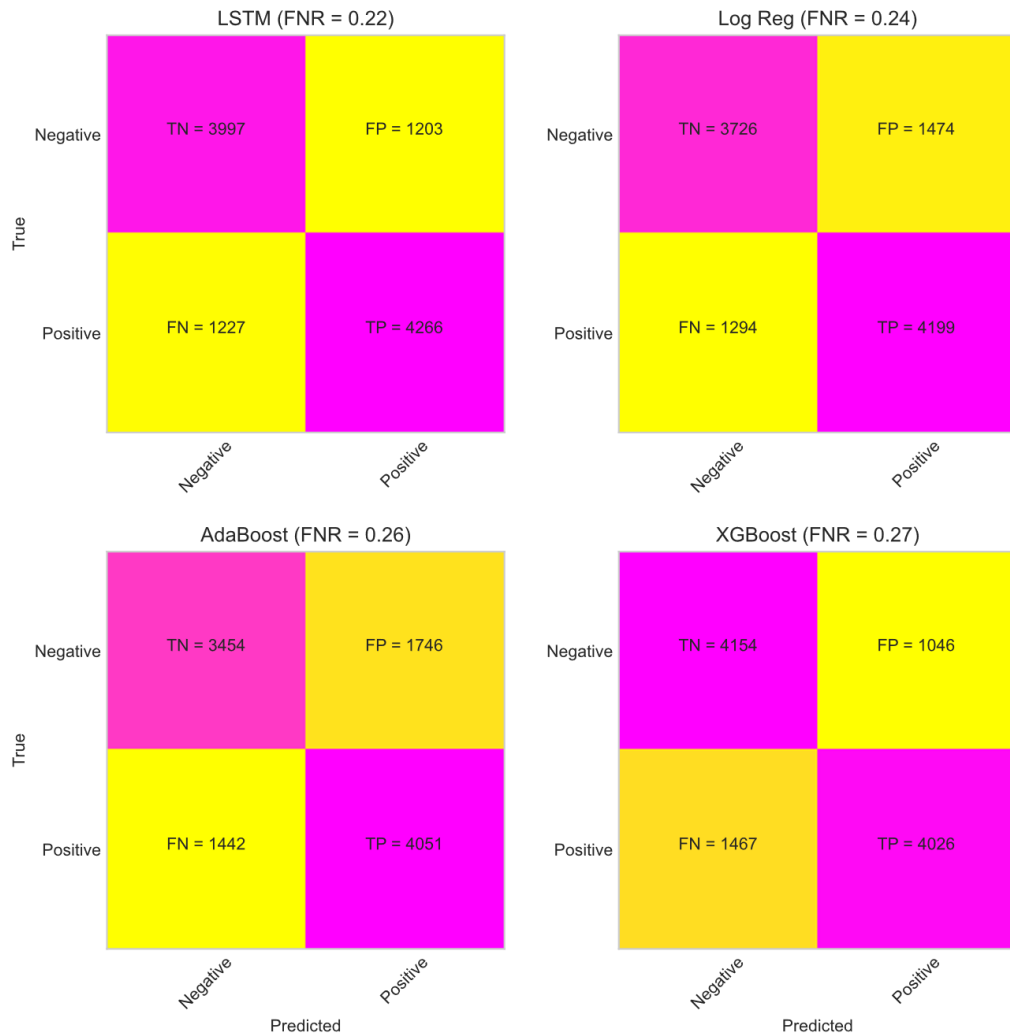 LSTM (FNR = 0.22)
Negative
TN = 3997
FP = 1203
True
Positive
FN = 1227
TP = 4266
Negative
Positive
Log Reg (FNR = 0.24)
Negative
TN = 3726
FP = 1474
Positive
FN = 1294
TP = 4199
Negative
Positive
AdaBoost (FNR = 0.26)
Negative
TN = 3454
FP = 1746
True
Positive
FN = 1442
TP = 4051
Negative
Positive
Predicted
XGBoost (FNR = 0.27)
Negative
TN = 4154
FP = 1046
Positive
FN = 1467
TP = 4026
Negative
Positive
Predicted